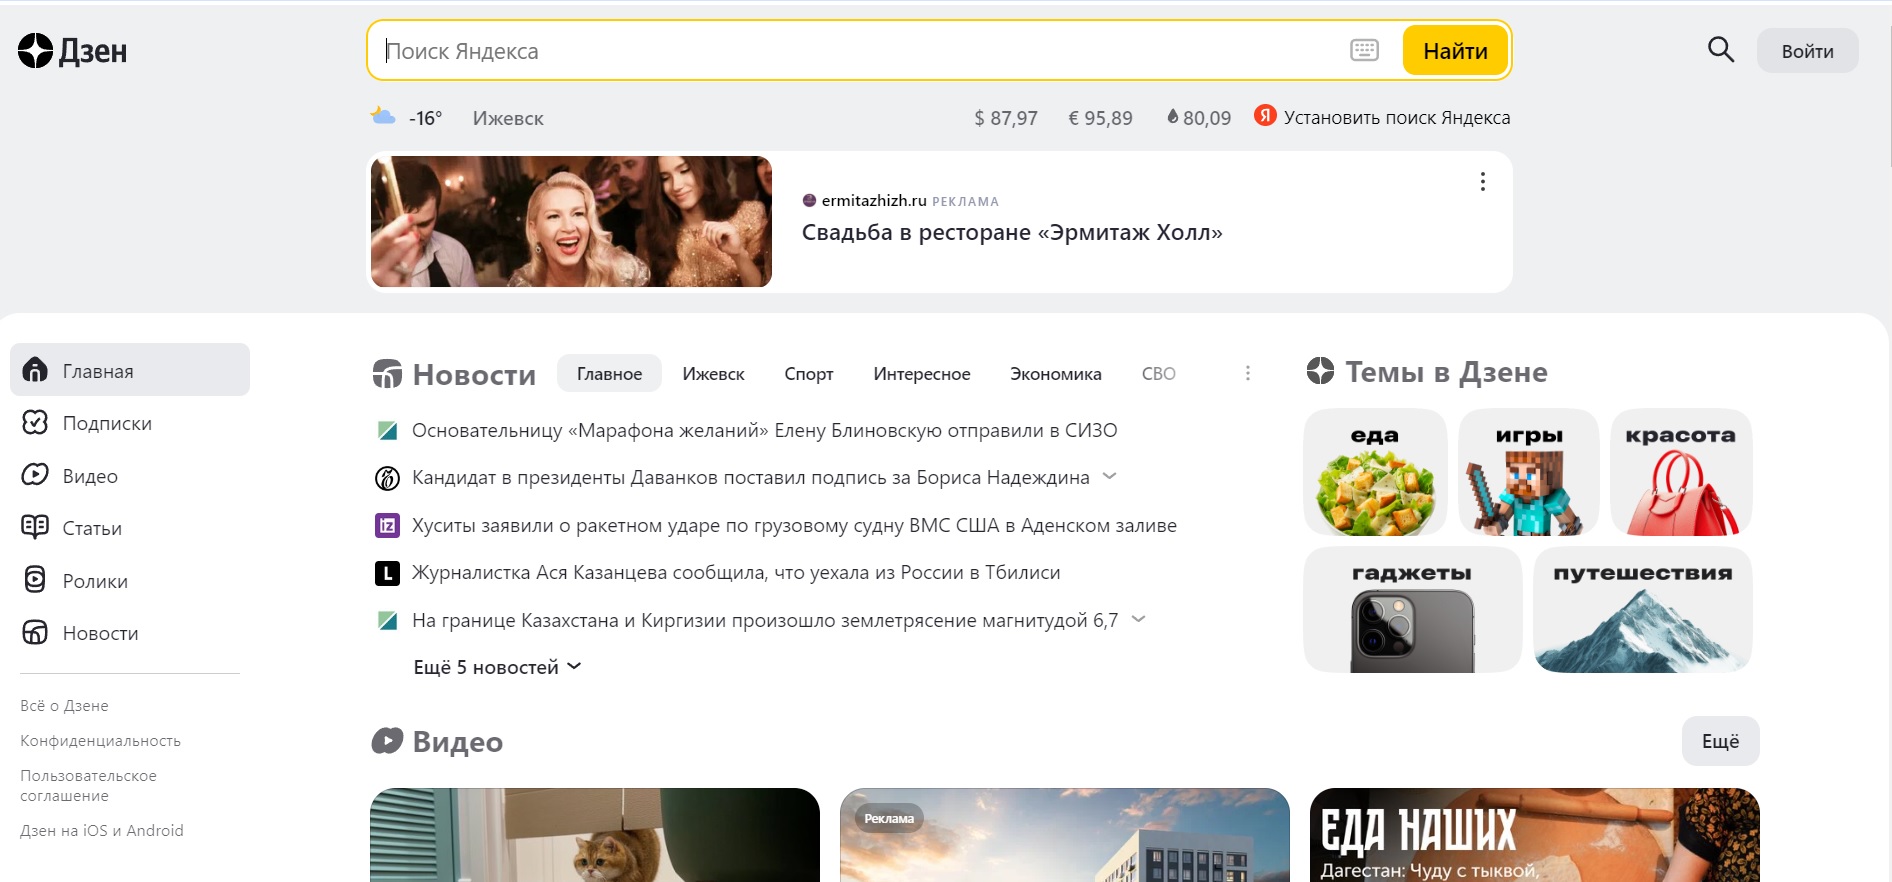 Дзен
Поиск Яндекса
Найти
Войти
-16° Ижевск
$ 87,97 € 95,89 80,09 Я Установить поиск Яндекса
ermitazhizh.ru РЕКЛАМА
Свадьба в ресторане «Эрмитаж Холл»
Главная
Подписки
Видео
Статьи
Ролики
Новости
Всё о Дзене
Конфиденциальность
Пользовательское
соглашение
Дзен на iOS и Android
Новости Главное Ижевск Спорт Интересное Экономика СВО
Основательницу «Марафона желаний» Елену Блиновскую отправили в СИЗО
Кандидат в президенты Даванков поставил подпись за Бориса Надеждина
iz Хуситы заявили о ракетном ударе по грузовому судну ВМС США в Аденском заливе
L Журналистка Ася Казанцева сообщила, что уехала из России в Тбилиси
На границе Казахстана и Киргизии произошло землетрясение магнитудой 6,7
Ещё 5 новостей
Темы в Дзене
еда
игры
красота
гаджеты
путешествия
Видео
Ещё
Реклама
ЕДА НАШИХ
Дагестан: Чуду с тыквой,